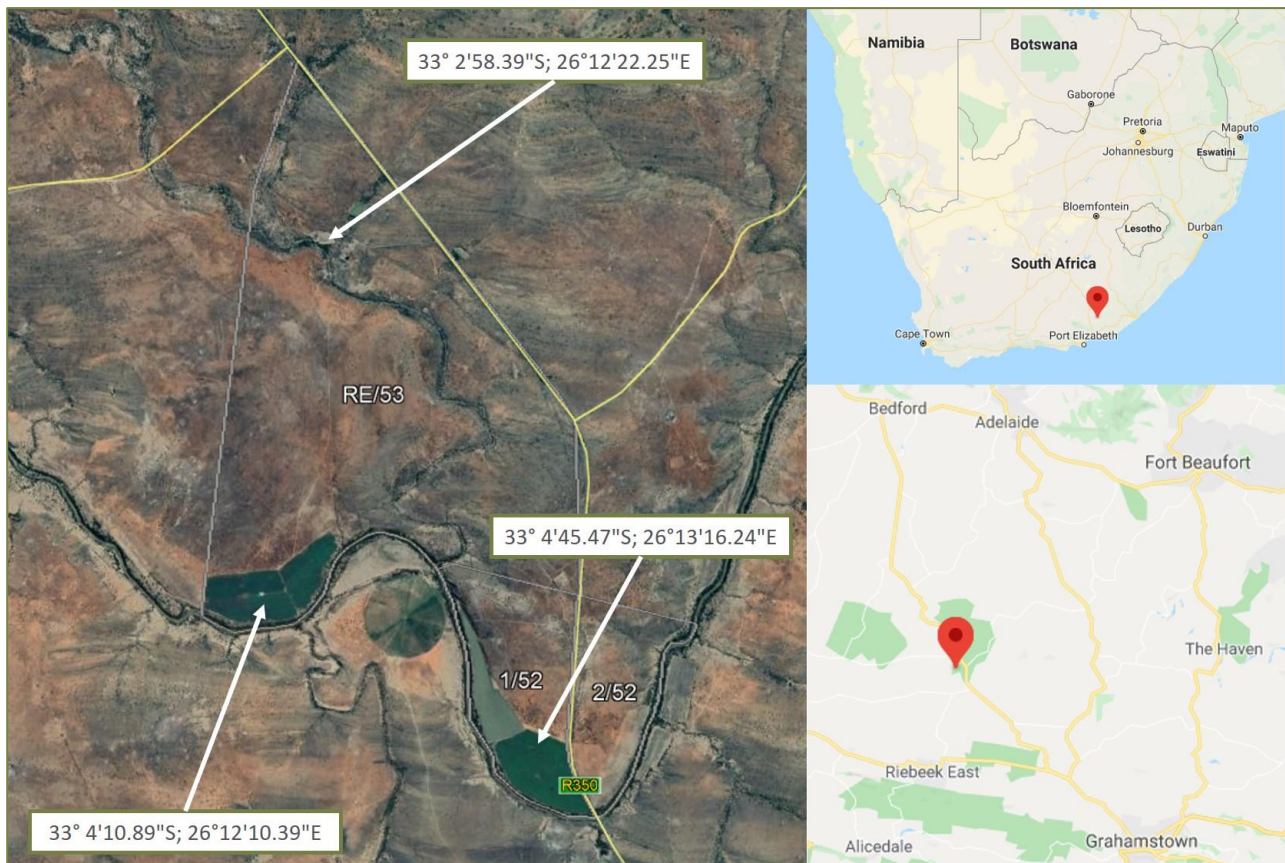 33° 2'58.39"S; 26°12'22.25"E
RE/53
33° 4'45.47"S; 26°13'16.24"E
1/52
2/52
R350
33° 4'10.89"S; 26°12'10.39"E
Namibia
Botswana
Gaborone
Pretoria
Maputo
Johannesburg
Eswatini
Bloemfontein
Lesotho
Durban
South Africa
Cape Town
Port Elizabeth
Bedford
Adelaide
Fort Beaufort
The Haven
Riebeek East
Grahamstown
Alicedale